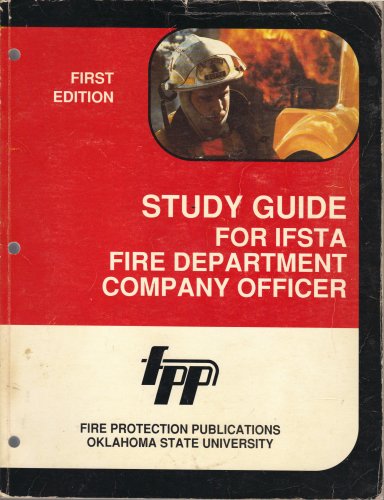 FIRST
EDITION
STUDY GUIDE
FOR IFSTA
FIRE DEPARTMENT
COMPANY OFFICER
fpp
FIRE PROTECTION PUBLICATIONS
OKLAHOMA STATE UNIVERSITY